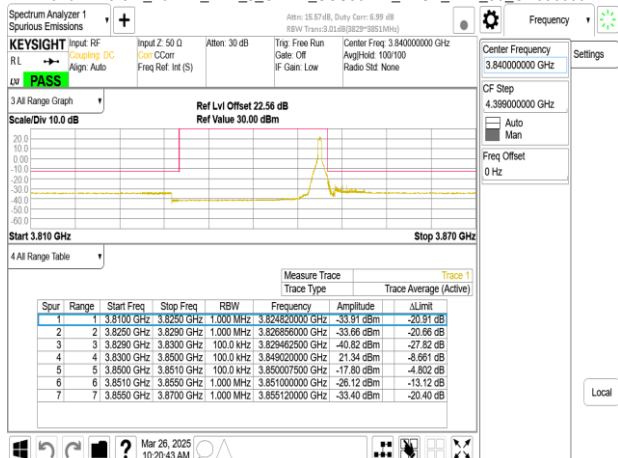 Spectrum Analyzer 1
Spurious Emissions
+
Attn: 15.57dB, Duty Corr: 6.99 dB
RBW Trans:3.01dB(3829~3851MHz)
Frequency
KEYSIGHT
Input: RF
Coupling: DC
Align: Auto
Input Z: 50 Ω
Corr CCorr
Freq Ref: Int (S)
Atten: 30 dB
Trig: Free Run
Gate: Off
IF Gain: Low
Center Freq: 3.840000000 GHz
Avg|Hold: 100/100
Radio Std: None
RL
LXI
PASS
Center Frequency
3.840000000 GHz
Settings
CF Step
4.399000000 GHz
Auto
Man
Freq Offset
0 Hz
3 All Range Graph
Scale/Div 10.0 dB
Ref Lvl Offset 22.56 dB
Ref Value 30.00 dBm
20.0
10.0
0.00
-10.0
-20.0
-30.0
-40.0
-50.0
-60.0
Start 3.810 GHz
Stop 3.870 GHz
4 All Range Table
Measure Trace Trace 1
Trace Type Trace Average (Active)
Spur Range Start Freq Stop Freq RBW Frequency Amplitude ΔLimit
1 1 3.8100 GHz 3.8250 GHz 1.000 MHz 3.824820000 GHz -33.91 dBm -20.91 dB
2 2 3.8250 GHz 3.8290 GHz 1.000 MHz 3.826856000 GHz -33.66 dBm -20.66 dB
3 3 3.8290 GHz 3.8300 GHz 100.0 kHz 3.829462500 GHz -40.82 dBm -27.82 dB
4 4 3.8300 GHz 3.8500 GHz 100.0 kHz 3.849020000 GHz 21.34 dBm -8.661 dB
5 5 3.8500 GHz 3.8510 GHz 100.0 kHz 3.850007500 GHz -17.80 dBm -4.802 dB
6 6 3.8510 GHz 3.8550 GHz 1.000 MHz 3.851000000 GHz -26.12 dBm -13.12 dB
7 7 3.8550 GHz 3.8700 GHz 1.000 MHz 3.855120000 GHz -33.40 dBm -20.40 dB
Local
?
Mar 26, 2025
10:20:43 AM